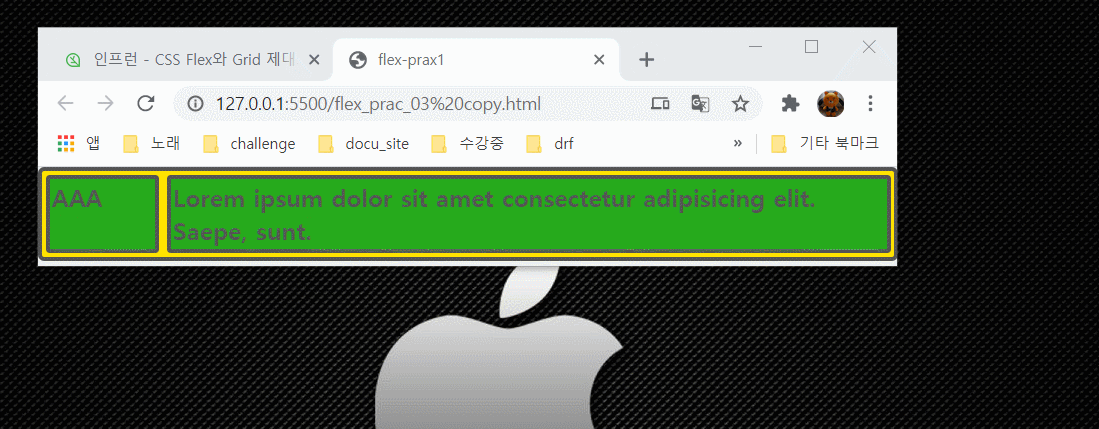 인프런 - CSS Flex와 Grid 제대
flex-prax1
127.0.0.1:5500/flex_prac_03%20copy.html
앱 노래 challenge docu_site 수강중 drf » 기타 북마크
AAA
Lorem ipsum dolor sit amet consectetur adipisicing elit.
Saepe, sunt.